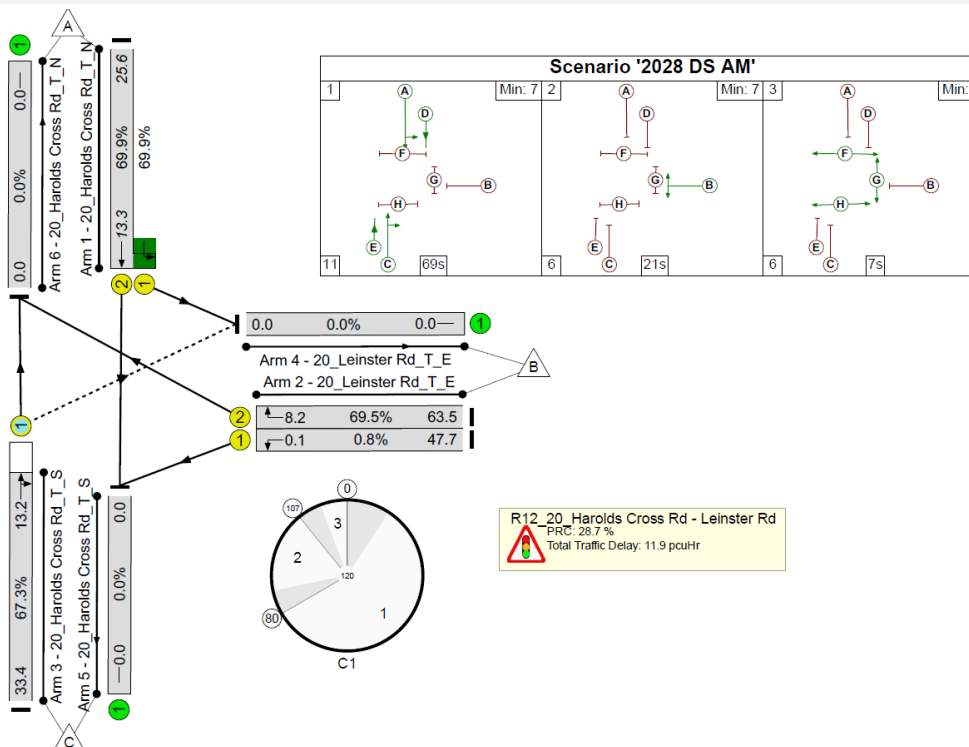 Scenario '2028 DS AM'
1
Min: 7
2
Min: 7
3
Min:
A
D
F
G
B
H
E
C
11
69s
A
D
F
G
B
H
E
C
6
21s
A
D
F
G
B
H
E
C
6
7s
A
1
0.0
0.0%
0.0
Arm 6 - 20_Harolds Cross Rd_T_N
Arm 1 - 20_Harolds Cross Rd_T_N
25.6
69.9%
69.9%
13.3
2
1
0.0
0.0%
0.0
1
Arm 4 - 20_Leinster Rd_T_E
Arm 2 - 20_Leinster Rd_T_E
B
2
8.2
69.5%
63.5
1
0.1
0.8%
47.7
1
13.2
67.3%
33.4
Arm 3 - 20_Harolds Cross Rd_T_S
Arm 5 - 20_Harolds Cross Rd_T_S
0.0
0.0%
0.0
1
C
0
107
3
2
120
1
80
C1
R12_20_Harolds Cross Rd - Leinster Rd
PRC: 28.7 %
Total Traffic Delay: 11.9 pcuHr